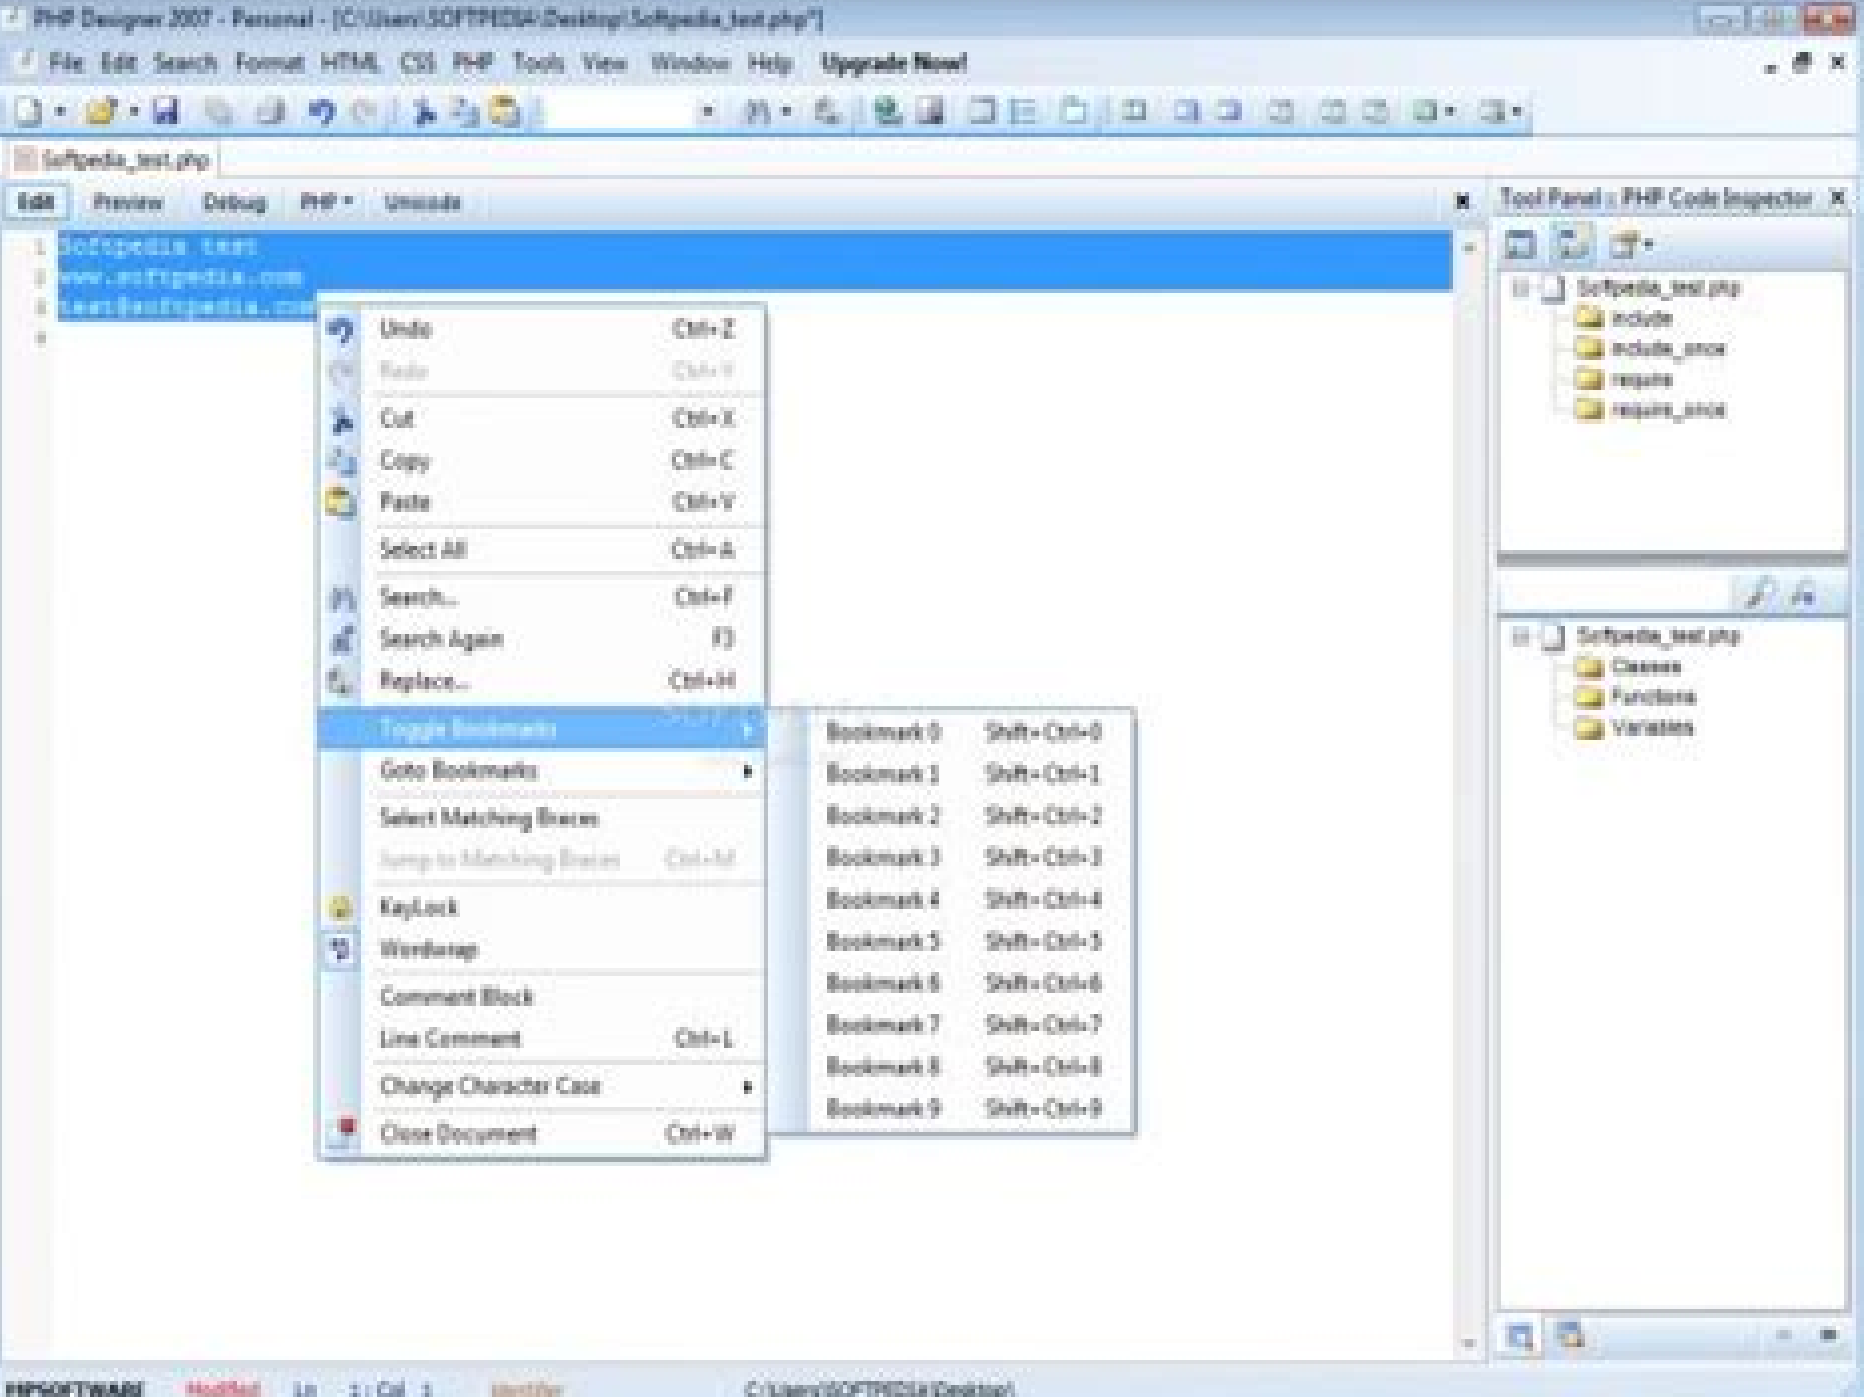 PHP Designer 2007 - Personal - [C:\Users\SOFTPEDIA\Desktop\Softpedia_test.php*]
File Edit Search Format HTML CSS PHP Tools View Window Help Upgrade Now!
Softpedia_test.php
Edit Preview Debug PHP Unicode
Tool Panel : PHP Code Inspector
1 Softpedia test
2 www.softpedia.com
3 test@softpedia.com
4
Undo Ctrl+Z
Redo Ctrl+Y
Cut Ctrl+X
Copy Ctrl+C
Paste Ctrl+V
Select All Ctrl+A
Search... Ctrl+F
Search Again F3
Replace... Ctrl+H
Toggle Bookmarks
Goto Bookmarks
Select Matching Braces
Jump to Matching Braces Ctrl+M
KeyLock
Wordwrap
Comment Block
Line Comment Ctrl+L
Change Character Case
Close Document Ctrl+W
Bookmark 0 Shift+Ctrl+0
Bookmark 1 Shift+Ctrl+1
Bookmark 2 Shift+Ctrl+2
Bookmark 3 Shift+Ctrl+3
Bookmark 4 Shift+Ctrl+4
Bookmark 5 Shift+Ctrl+5
Bookmark 6 Shift+Ctrl+6
Bookmark 7 Shift+Ctrl+7
Bookmark 8 Shift+Ctrl+8
Bookmark 9 Shift+Ctrl+9
Softpedia_test.php
include
include_once
require
require_once
Softpedia_test.php
Classes
Functions
Variables
MPSOFTWARE Modified Ln 1 : Col 1 Identifier C:\Users\SOFTPEDIA\Desktop\